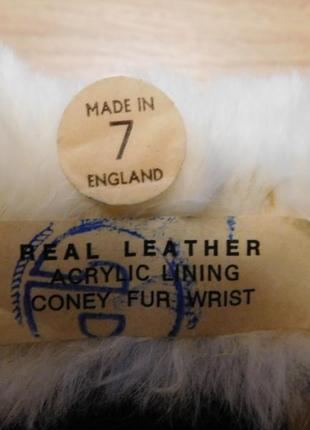 MADE IN
7
ENGLAND
REAL LEATHER
ACRYLIC LINING
CONEY FUR WRIST